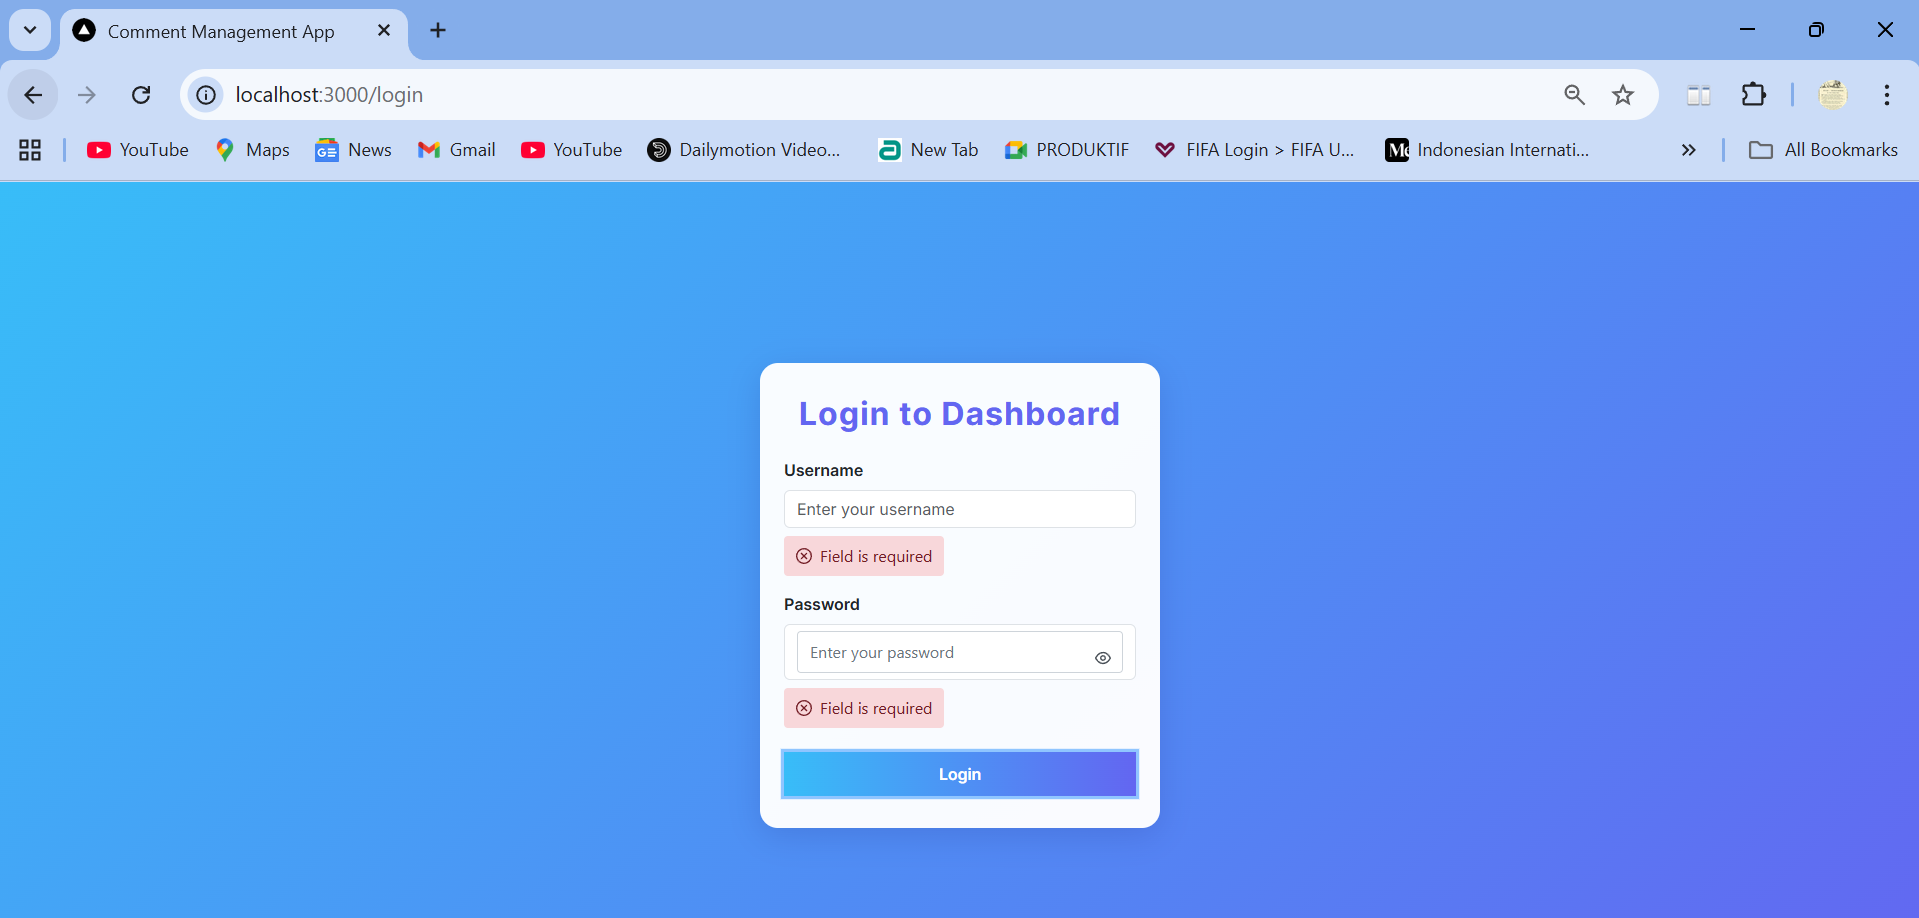 Comment Management App
localhost:3000/login
YouTube Maps News Gmail YouTube Dailymotion Video... New Tab PRODUKTIF FIFA Login > FIFA U... Indonesian Internati... All Bookmarks
Login to Dashboard
Username
Enter your username
Field is required
Password
Enter your password
Field is required
Login